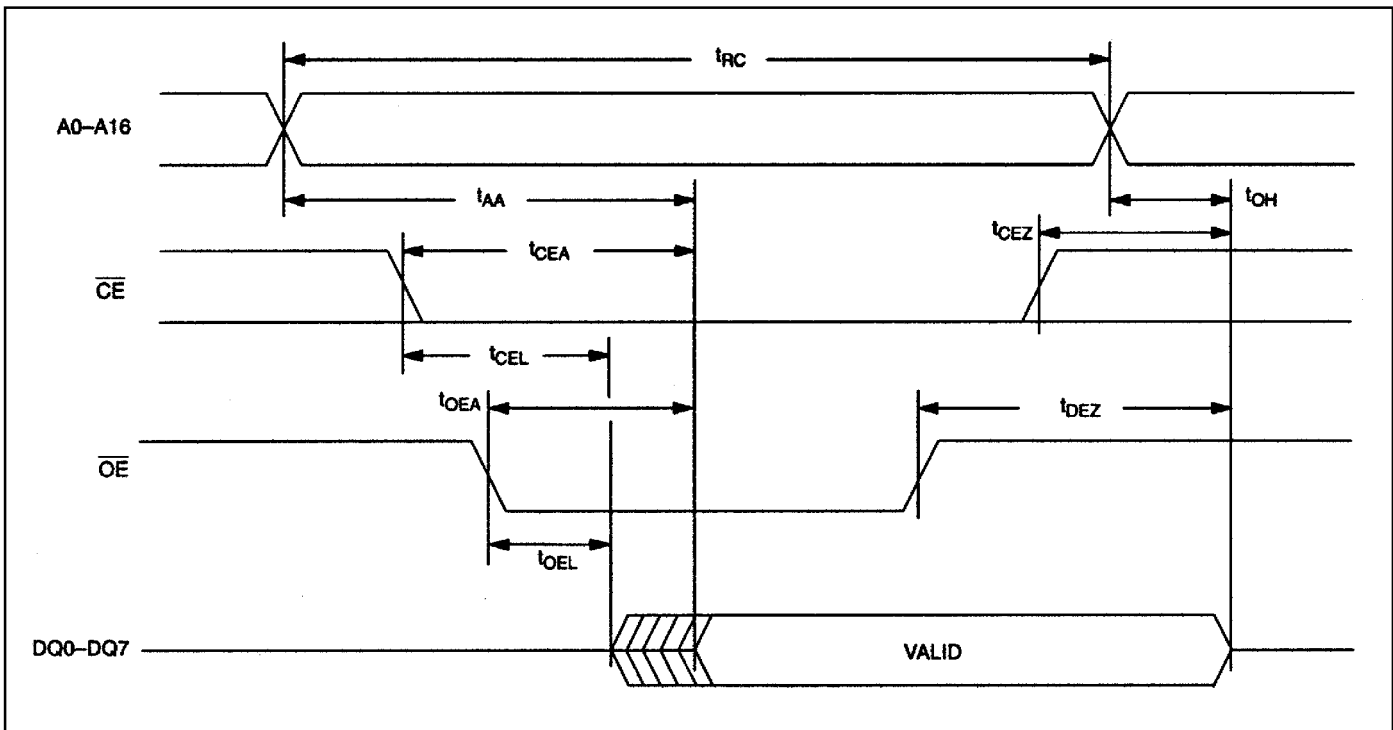 tRC
A0–A16
tAA
tOH
tCEZ
tCEA
CE
tCEL
tOEA
tDEZ
OE
tOEL
DQ0–DQ7
VALID